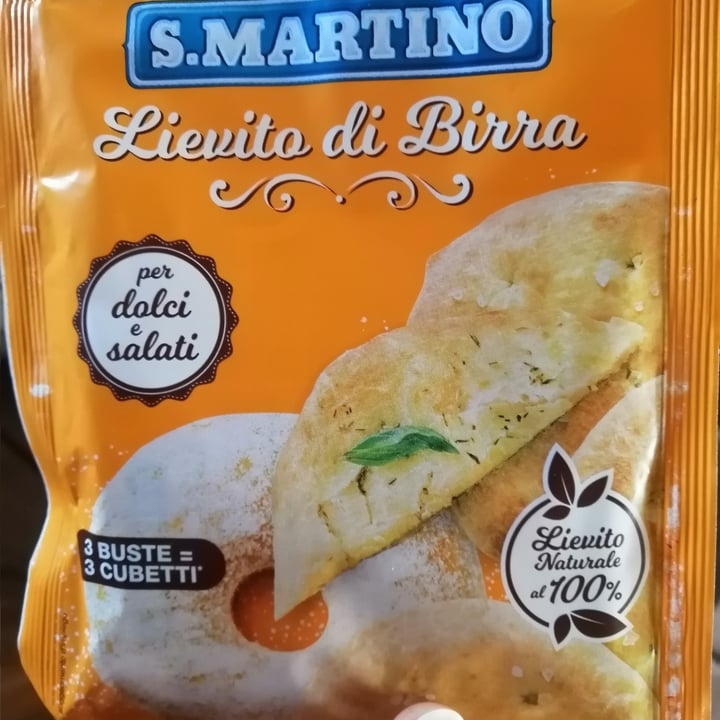 S.MARTINO
Lievito di Birra
per
dolci
e
salati
3 BUSTE =
3 CUBETTI*
Lievito
Naturale
al 100%